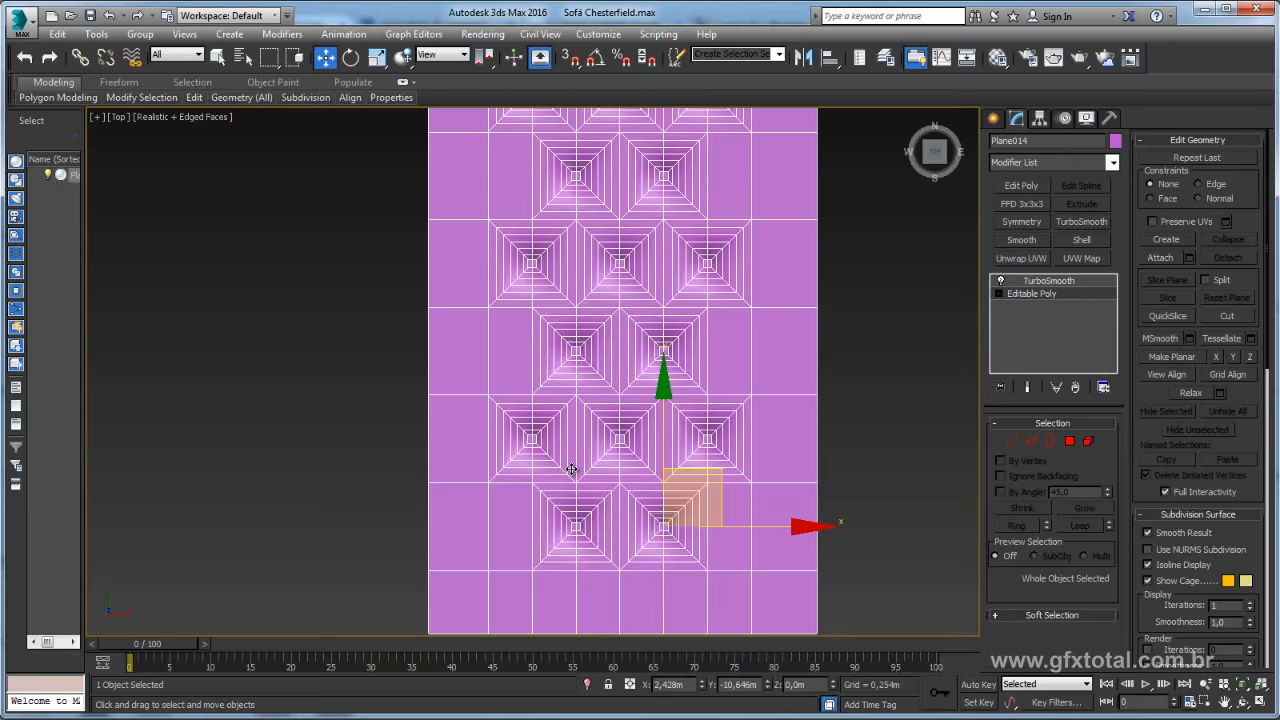 Workspace: Default
Autodesk 3ds Max 2016 Sofá Chesterfield.max
Type a keyword or phrase
Sign In
MAX
Edit Tools Group Views Create Modifiers Animation Graph Editors Rendering Civil View Customize Scripting Help
All View Create Selection Se
Modeling Freeform Selection Object Paint Populate
Polygon Modeling Modify Selection Edit Geometry (All) Subdivision Align Properties
Select
Name (Sorted
Pl
[+] [Top] [Realistic + Edged Faces]
N
W TOP E
S
x
Plane014
Modifier List
Edit Poly Edit Spline
FFD 3x3x3 Extrude
Symmetry TurboSmooth
Smooth Shell
Unwrap UVW UVW Map
TurboSmooth
Editable Poly
Selection
By Vertex
Ignore Backfacing
By Angle: 45,0
Shrink Grow
Ring Loop
Preview Selection
Off SubObj Multi
Whole Object Selected
Soft Selection
Edit Geometry
Repeat Last
Constraints
None Edge
Face Normal
Preserve UVs
Create Collapse
Attach Detach
Slice Plane Split
Slice Reset Plane
QuickSlice Cut
MSmooth Tessellate
Make Planar X Y Z
View Align Grid Align
Relax
Hide Selected Unhide All
Hide Unselected
Named Selections:
Copy Paste
Delete Isolated Vertices
Full Interactivity
Subdivision Surface
Smooth Result
Use NURMS Subdivision
Isoline Display
Show Cage......
Display
Iterations: 1
Smoothness: 1,0
Render
Iterations: 0
www.gfxtotal.com.br
0 / 100
0 5 10 15 20 25 30 35 40 45 50 55 60 65 70 75 80 85 90 95 100
Welcome to M
1 Object Selected
X: 2,428m Y: -10,646m Z: 0,0m Grid = 0,254m
Click and drag to select and move objects
Add Time Tag
Auto Key Selected
Set Key Key Filters... 0